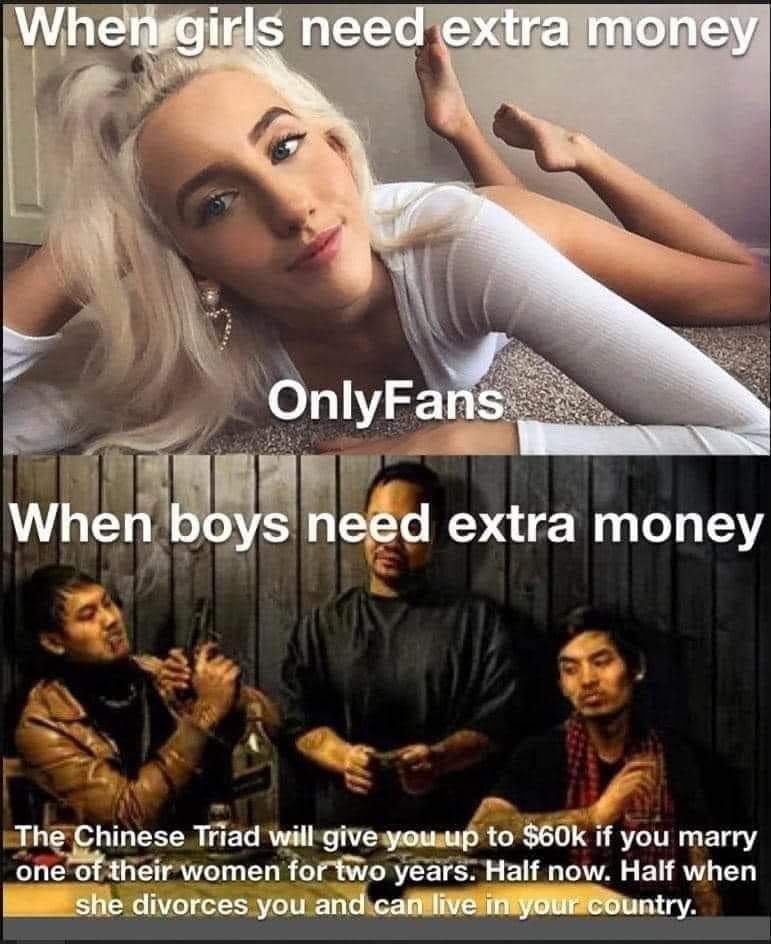 When girls need extra money
OnlyFans
When boys need extra money
The Chinese Triad will give you up to $60k if you marry
one of their women for two years. Half now. Half when
she divorces you and can live in your country.